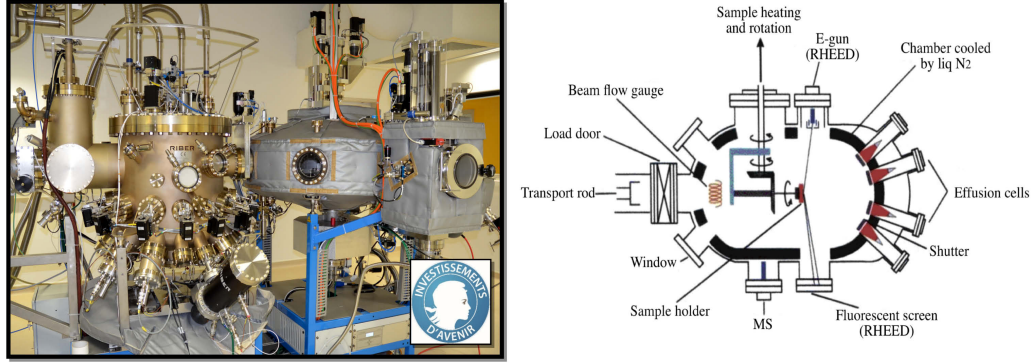 RIBER
INVESTISSEMENTS
D'AVENIR
Sample heating
and rotation
E-gun
(RHEED)
Chamber cooled
by liq N2
Beam flow gauge
Load door
Transport rod
Effusion cells
Window
Shutter
Sample holder
MS
Fluorescent screen
(RHEED)